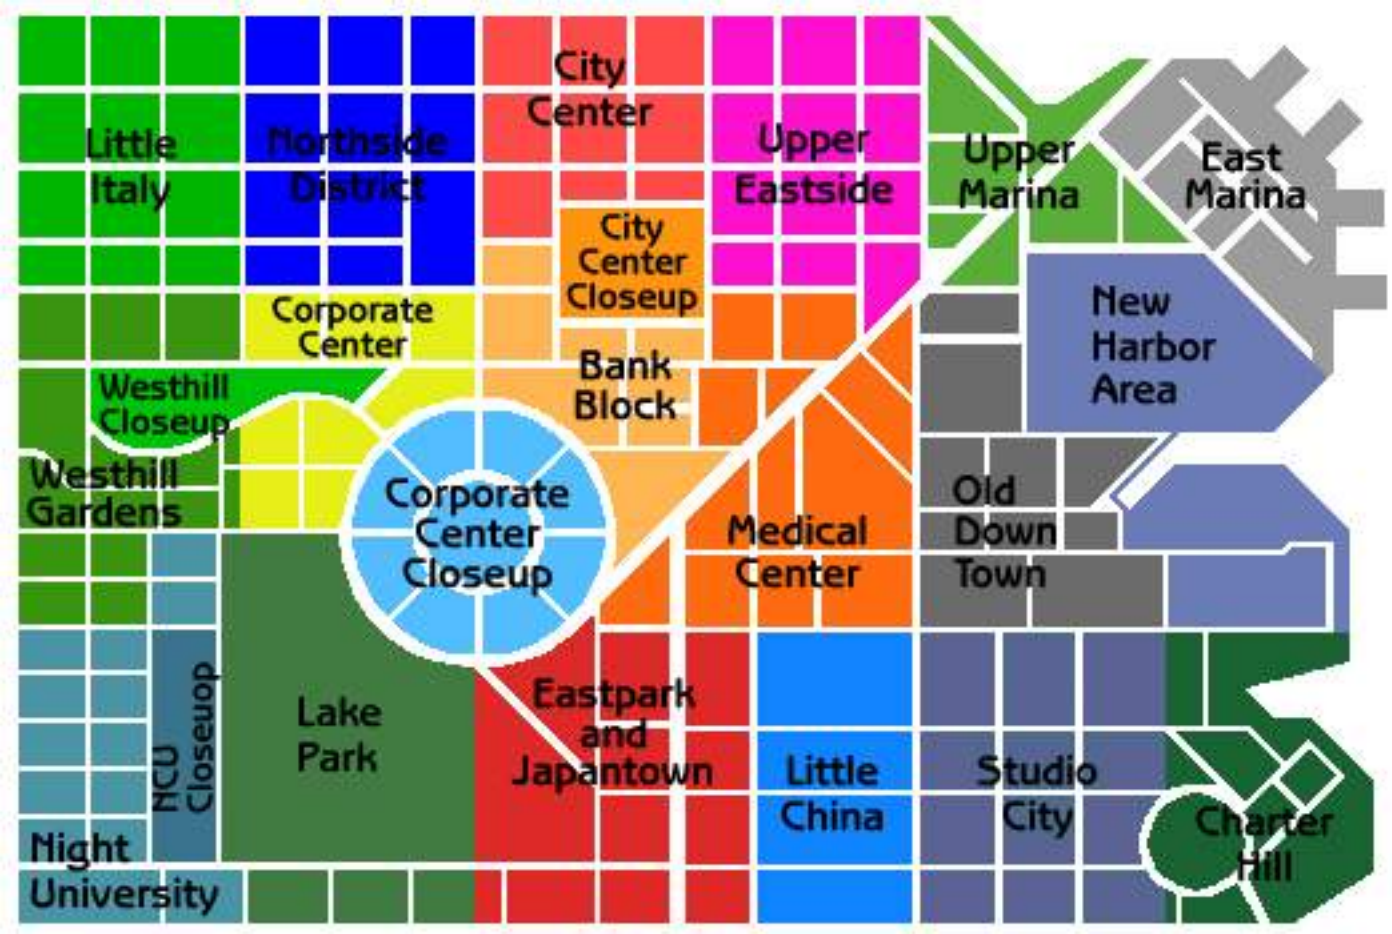 Little
Italy
Northside
District
City
Center
Upper
Eastside
Upper
Marina
East
Marina
City
Center
Closeup
Corporate
Center
New
Harbor
Area
Westhill
Closeup
Bank
Block
Westhill
Gardens
Corporate
Center
Closeup
Medical
Center
Old
Down
Town
Lake
Park
NCU
Closeuop
Eastpark
and
Japantown
Little
China
Studio
City
Charter
Hill
Night
University